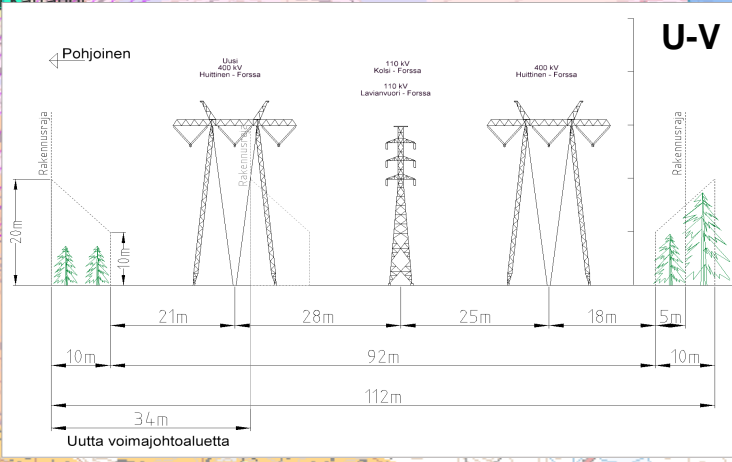 U-V
Pohjoinen
Uusi
400 kV
Huittinen - Forssa
110 kV
Kolsi - Forssa
110 kV
Lavianvuori - Forssa
400 kV
Huittinen - Forssa
Rakennusraja
Rakennusraja
Rakennusraja
20m
10m
21m
28m
25m
18m
5m
10m
92m
10m
112m
34m
Uutta voimajohtoaluetta